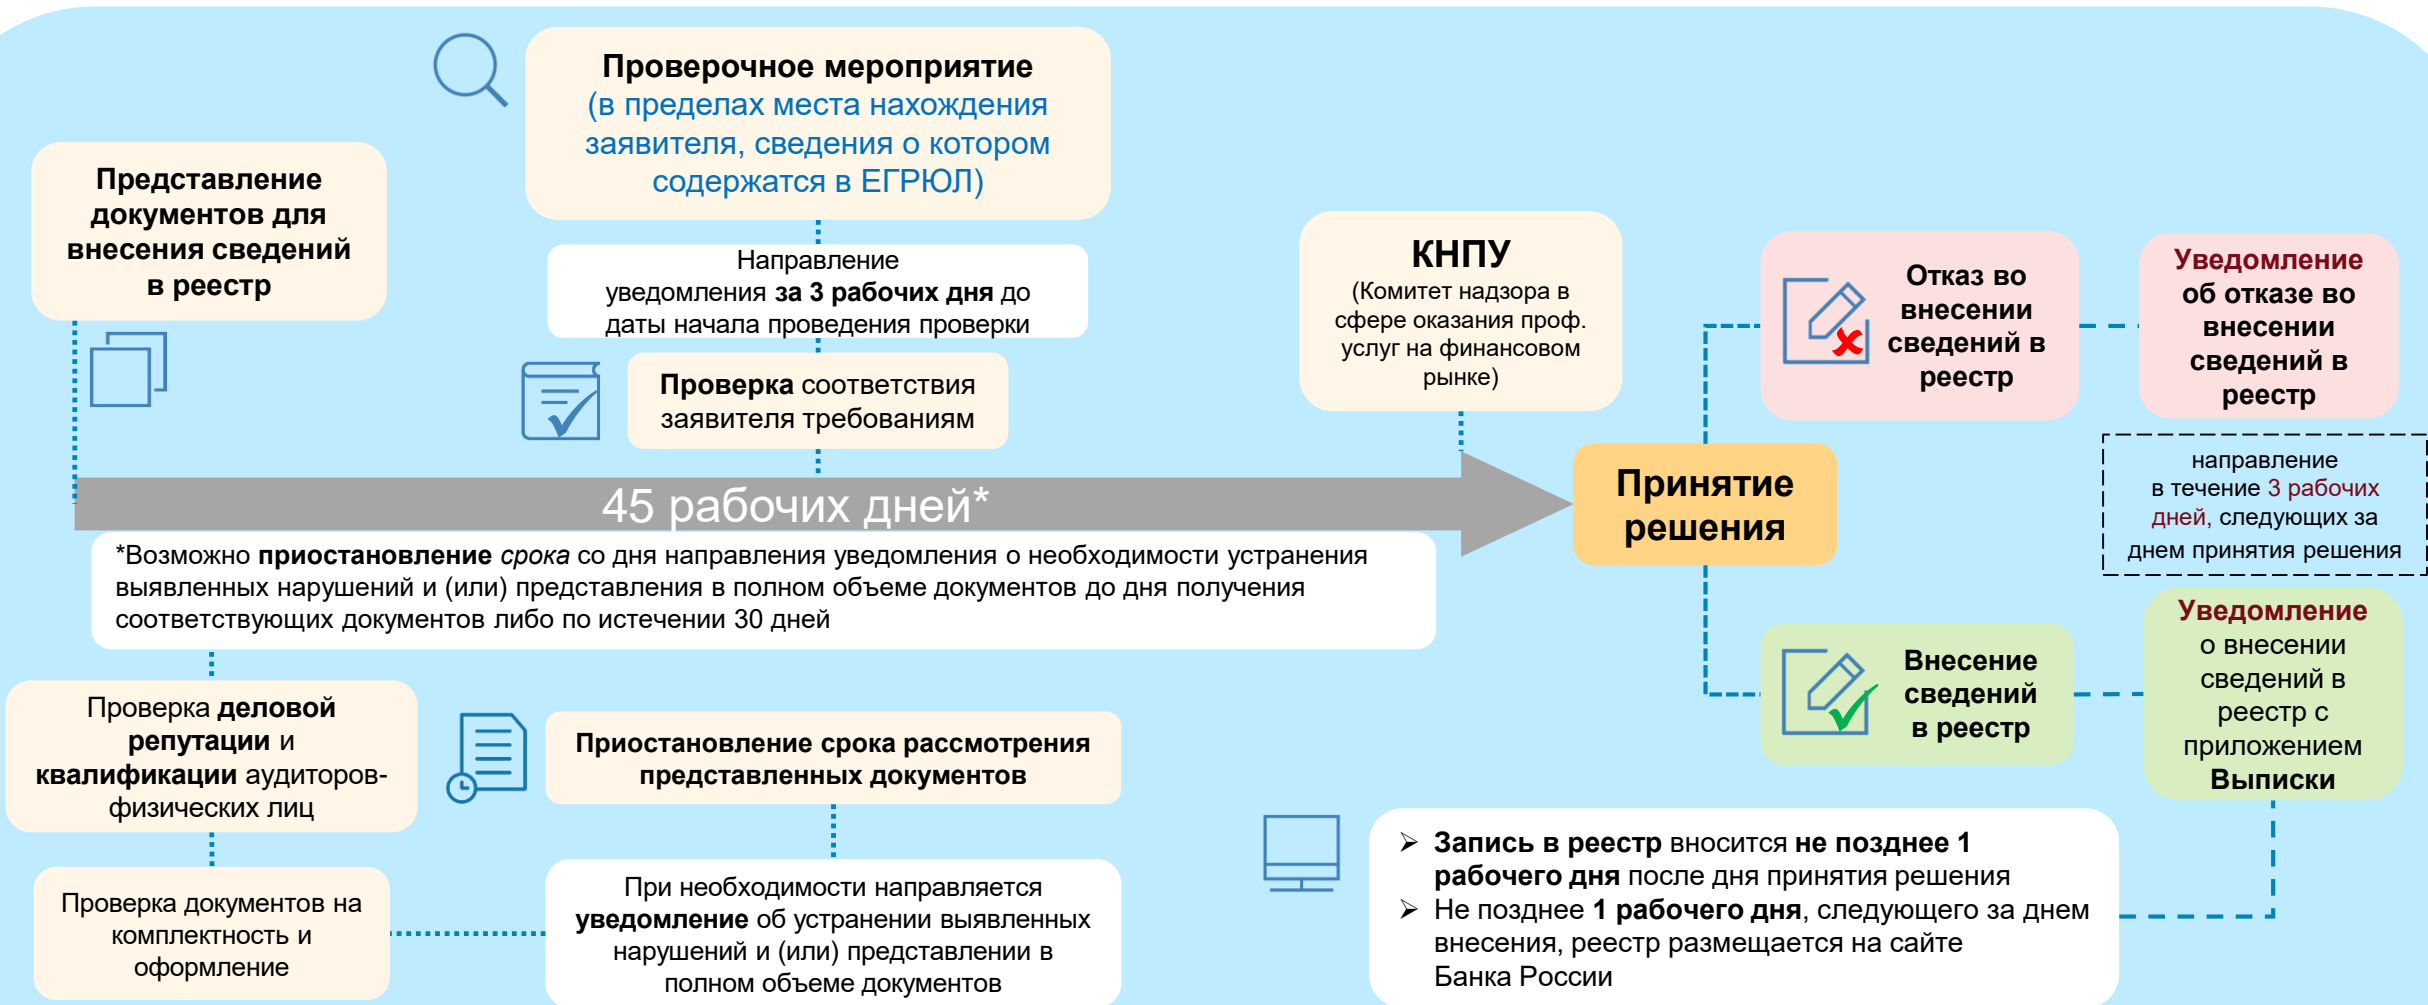 Проверочное мероприятие
(в пределах места нахождения
заявителя, сведения о котором
содержатся в ЕГРЮЛ)
Представление
документов для
внесения сведений
в реестр
Направление
уведомления за 3 рабочих дня до
даты начала проведения проверки
Проверка соответствия
заявителя требованиям
КНПУ
(Комитет надзора в
сфере оказания проф.
услуг на финансовом
рынке)
45 рабочих дней*
*Возможно приостановление срока со дня направления уведомления о необходимости устранения
выявленных нарушений и (или) представления в полном объеме документов до дня получения
соответствующих документов либо по истечении 30 дней
Принятие
решения
Отказ во
внесении
сведений в
реестр
Уведомление
об отказе во
внесении
сведений в
реестр
направление
в течение 3 рабочих
дней, следующих за
днем принятия решения
Внесение
сведений
в реестр
Уведомление
о внесении
сведений в
реестр с
приложением
Выписки
Проверка деловой
репутации и
квалификации аудиторов-
физических лиц
Проверка документов на
комплектность и
оформление
Приостановление срока рассмотрения
представленных документов
При необходимости направляется
уведомление об устранении выявленных
нарушений и (или) представлении в
полном объеме документов
➢ Запись в реестр вносится не позднее 1
рабочего дня после дня принятия решения
➢ Не позднее 1 рабочего дня, следующего за днем
внесения, реестр размещается на сайте
Банка России